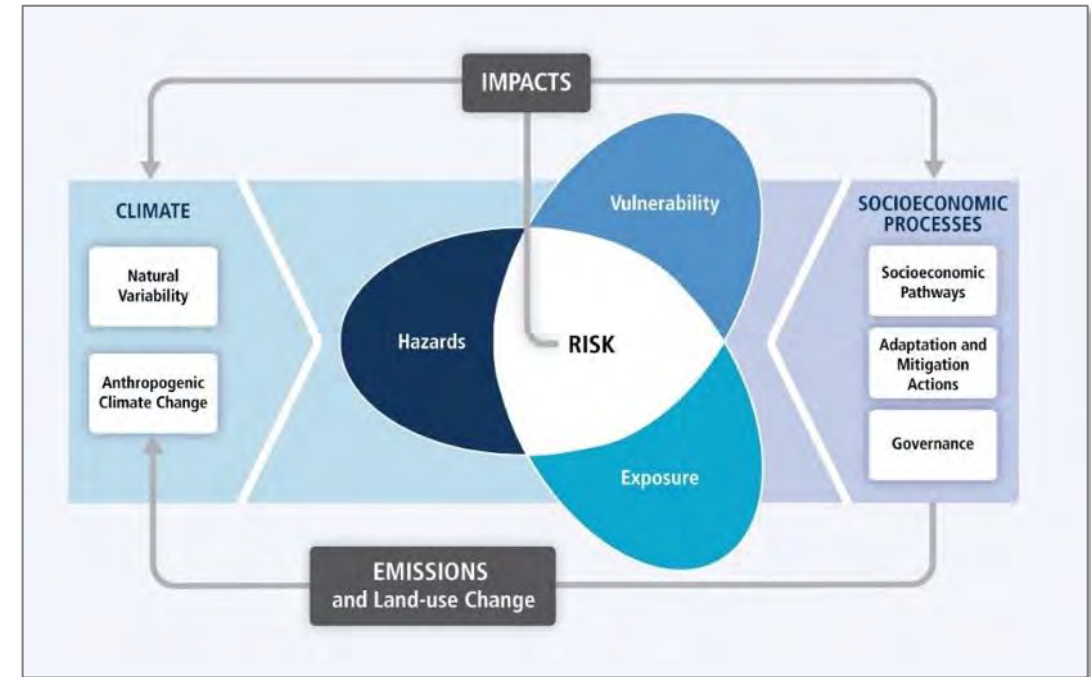 IMPACTS
CLIMATE
Natural
Variability
Anthropogenic
Climate Change
Vulnerability
Hazards
RISK
Exposure
SOCIOECONOMIC
PROCESSES
Socioeconomic
Pathways
Adaptation and
Mitigation
Actions
Governance
EMISSIONS
and Land-use Change